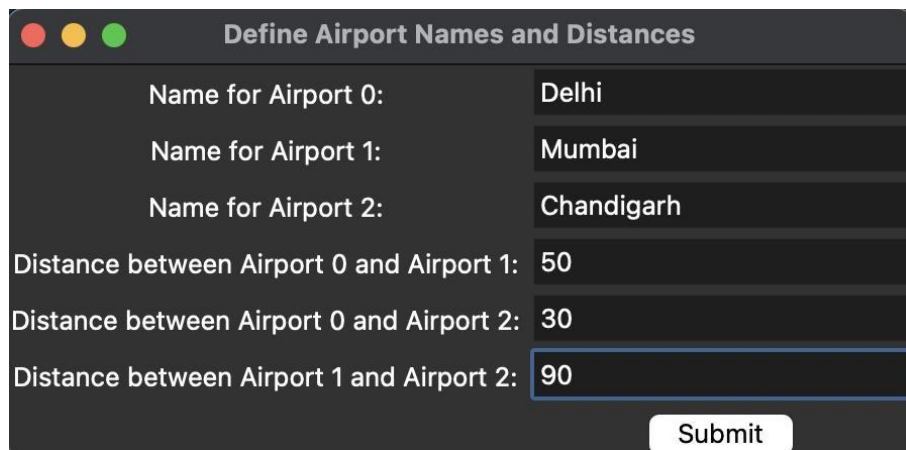 Define Airport Names and Distances
Name for Airport 0: Delhi
Name for Airport 1: Mumbai
Name for Airport 2: Chandigarh
Distance between Airport 0 and Airport 1: 50
Distance between Airport 0 and Airport 2: 30
Distance between Airport 1 and Airport 2: 90
Submit